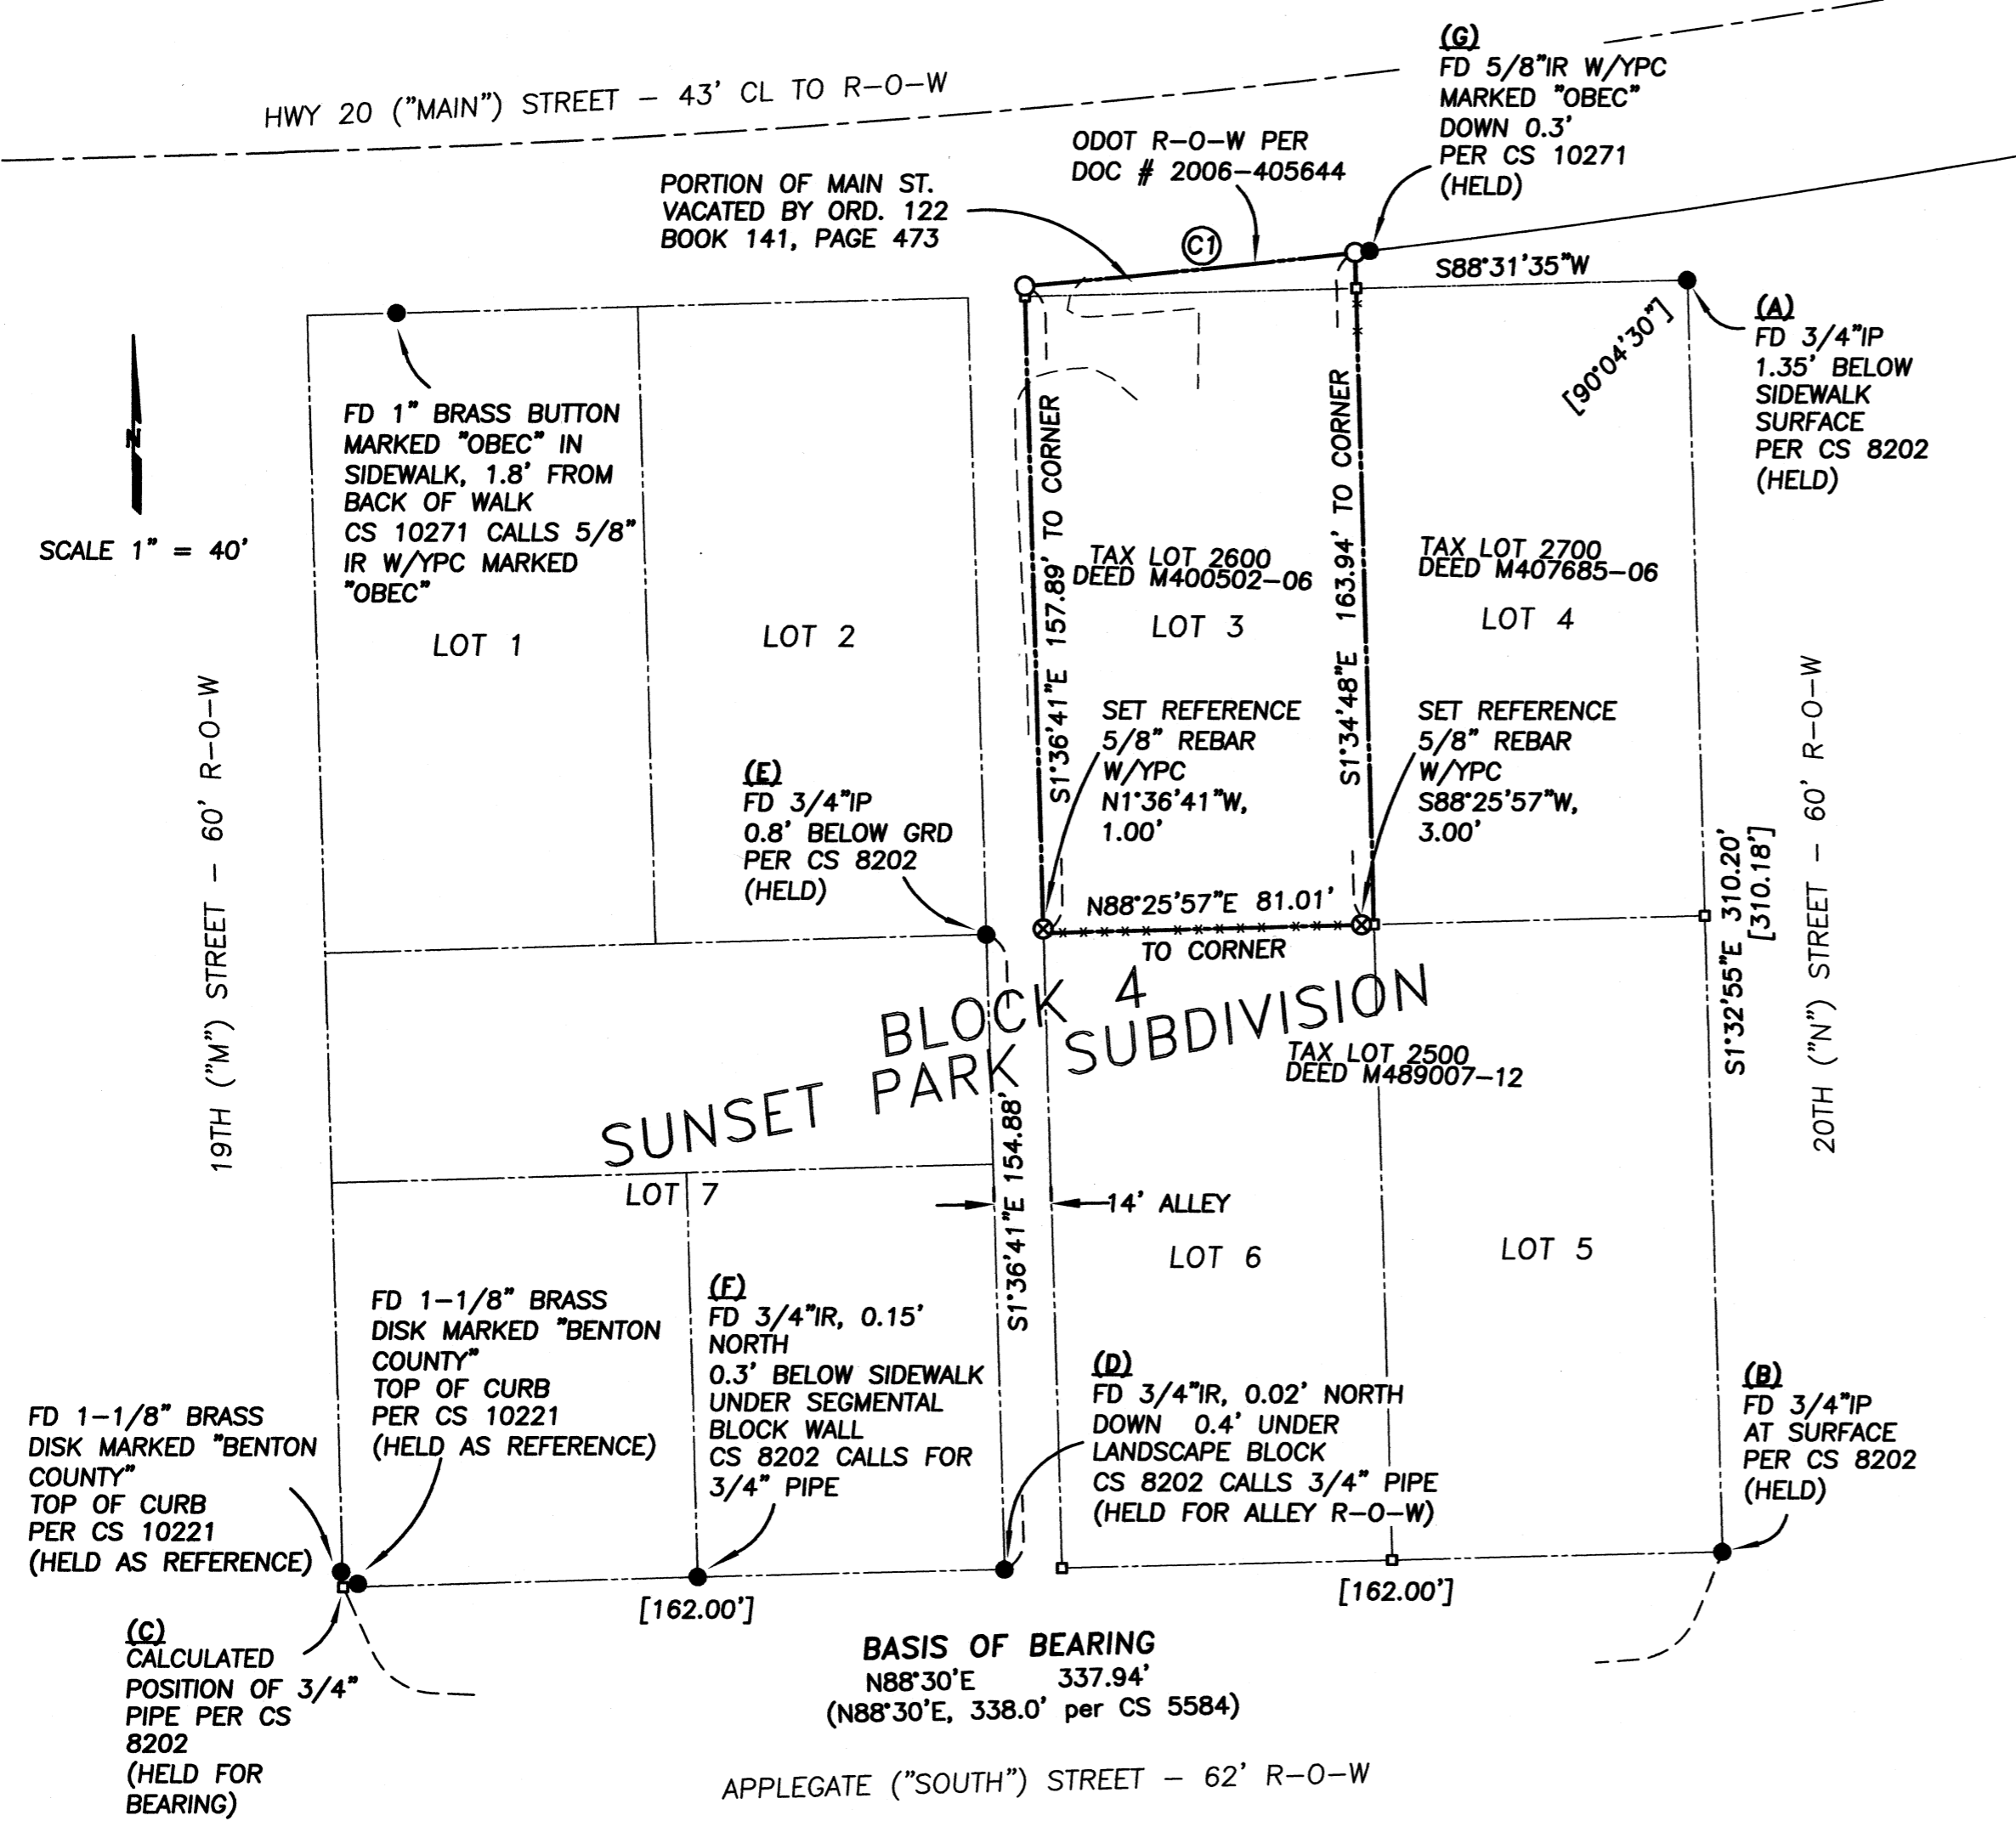 HWY 20 ("MAIN") STREET – 43' CL TO R–O–W
(G)
FD 5/8"IR W/YPC
MARKED "OBEC"
DOWN 0.3'
PER CS 10271
(HELD)
ODOT R–O–W PER
DOC # 2006–405644
PORTION OF MAIN ST.
VACATED BY ORD. 122
BOOK 141, PAGE 473
C1
S88°31'35"W
[90°04'30"]
(A)
FD 3/4"IP
1.35' BELOW
SIDEWALK
SURFACE
PER CS 8202
(HELD)
N
SCALE 1" = 40'
FD 1" BRASS BUTTON
MARKED "OBEC" IN
SIDEWALK, 1.8' FROM
BACK OF WALK
CS 10271 CALLS 5/8"
IR W/YPC MARKED
"OBEC"
LOT 1
LOT 2
S1°36'41"E 157.89' TO CORNER
TAX LOT 2600
DEED M400502–06
LOT 3
S1°34'48"E 163.94' TO CORNER
TAX LOT 2700
DEED M407685–06
LOT 4
19TH ("M") STREET – 60' R–O–W
20TH ("N") STREET – 60' R–O–W
SET REFERENCE
5/8" REBAR
W/YPC
N1°36'41"W,
1.00'
SET REFERENCE
5/8" REBAR
W/YPC
S88°25'57"W,
3.00'
(E)
FD 3/4"IP
0.8' BELOW GRD
PER CS 8202
(HELD)
N88°25'57"E 81.01'
TO CORNER
S1°32'55"E 310.20'
[310.18']
BLOCK 4
SUNSET PARK SUBDIVISION
TAX LOT 2500
DEED M489007–12
S1°36'41"E 154.88'
LOT 7
14' ALLEY
LOT 6
LOT 5
FD 1–1/8" BRASS
DISK MARKED "BENTON
COUNTY"
TOP OF CURB
PER CS 10221
(HELD AS REFERENCE)
(F)
FD 3/4"IR, 0.15'
NORTH
0.3' BELOW SIDEWALK
UNDER SEGMENTAL
BLOCK WALL
CS 8202 CALLS FOR
3/4" PIPE
(D)
FD 3/4"IR, 0.02' NORTH
DOWN 0.4' UNDER
LANDSCAPE BLOCK
CS 8202 CALLS 3/4" PIPE
(HELD FOR ALLEY R–O–W)
(B)
FD 3/4"IP
AT SURFACE
PER CS 8202
(HELD)
FD 1–1/8" BRASS
DISK MARKED "BENTON
COUNTY"
TOP OF CURB
PER CS 10221
(HELD AS REFERENCE)
[162.00']
[162.00']
(C)
CALCULATED
POSITION OF 3/4"
PIPE PER CS
8202
(HELD FOR
BEARING)
BASIS OF BEARING
N88°30'E 337.94'
(N88°30'E, 338.0' per CS 5584)
APPLEGATE ("SOUTH") STREET – 62' R–O–W